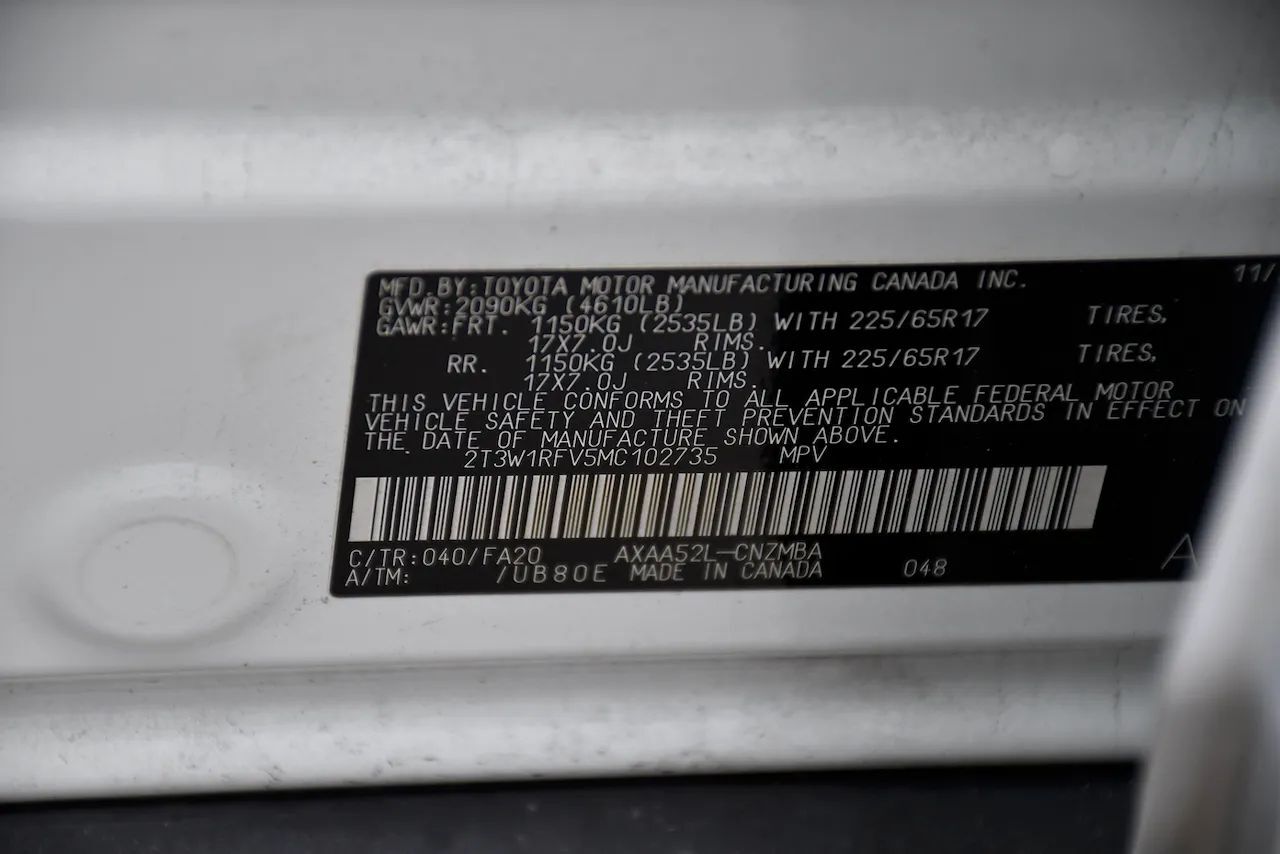 MFD.BY:TOYOTA MOTOR MANUFACTURING CANADA INC. 11/
GVWR:2090KG (4610LB)
GAWR:FRT. 1150KG (2535LB) WITH 225/65R17 TIRES,
17X7.0J RIMS.
RR. 1150KG (2535LB) WITH 225/65R17 TIRES,
17X7.0J RIMS.
THIS VEHICLE CONFORMS TO ALL APPLICABLE FEDERAL MOTOR
VEHICLE SAFETY AND THEFT PREVENTION STANDARDS IN EFFECT ON
THE DATE OF MANUFACTURE SHOWN ABOVE.
2T3W1RFV5MC102735 MPV
C/TR:040/FA20 AXAA52L-CNZMBA
A/TM: /UB80E MADE IN CANADA 048 A